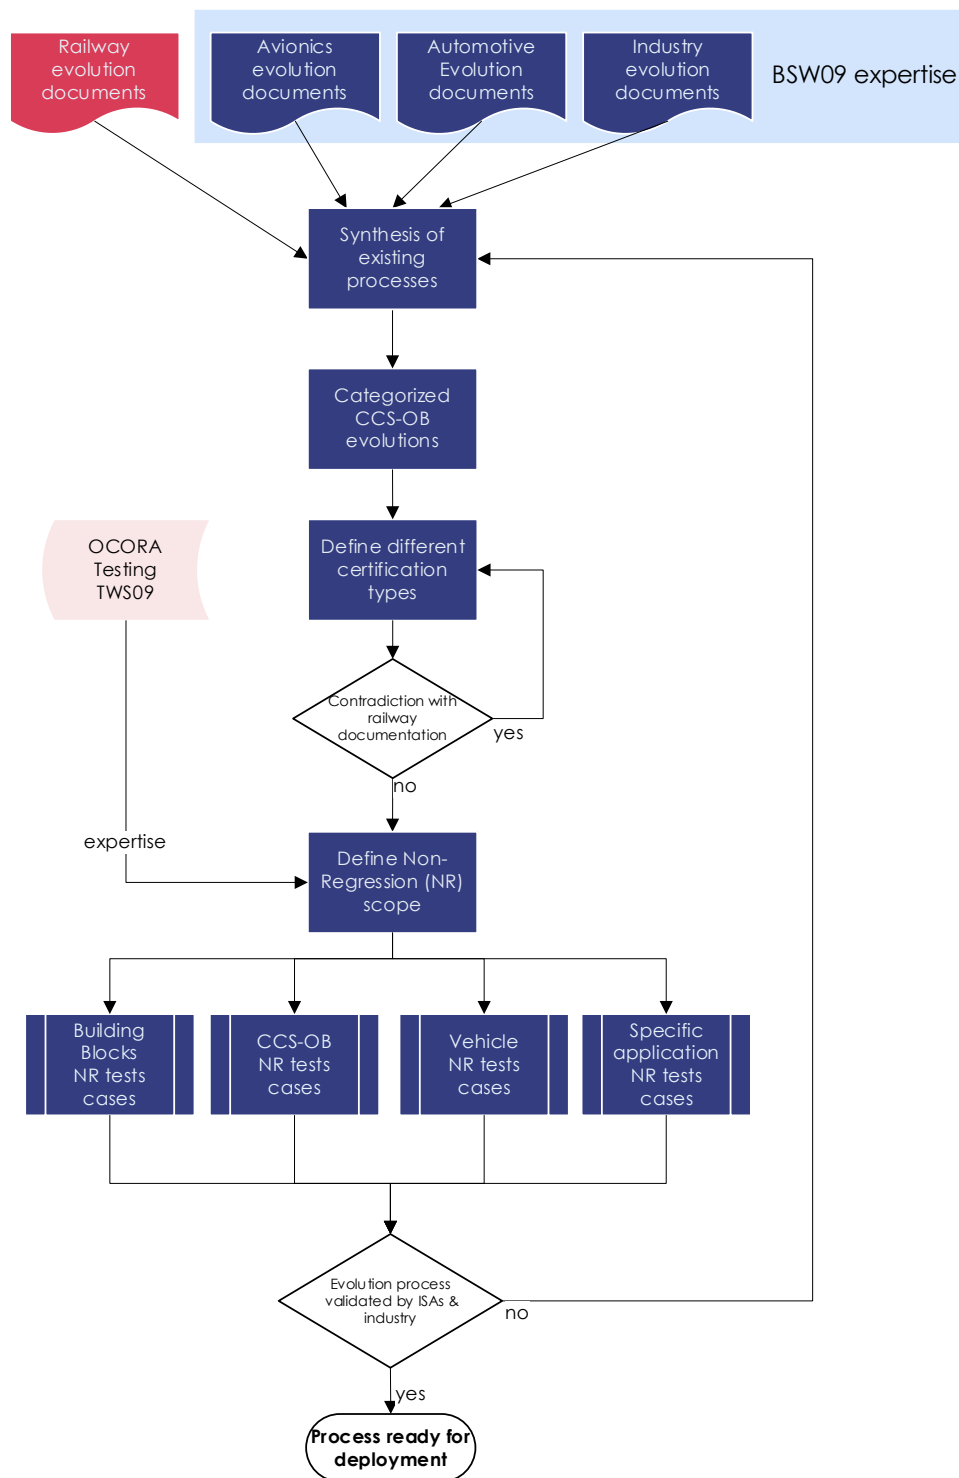 Railway
evolution
documents
Avionics
evolution
documents
Automotive
Evolution
documents
Industry
evolution
documents
BSW09 expertise
Synthesis of
existing
processes
Categorized
CCS-OB
evolutions
OCORA
Testing
TWS09
Define different
certification
types
Contradiction with
railway
documentation
yes
no
expertise
Define Non-
Regression (NR)
scope
Building
Blocks
NR tests
cases
CCS-OB
NR tests
cases
Vehicle
NR tests
cases
Specific
application
NR tests
cases
Evolution process
validated by ISAs &
industry
no
yes
Process ready for
deployment